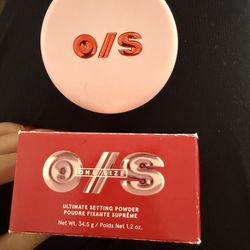 O/S
O/S
ONE/SIZE
ULTIMATE SETTING POWDER
POUDRE FIXANTE SUPRÊME
Net Wt. 34.5 g / Poids Net 1.2 oz.